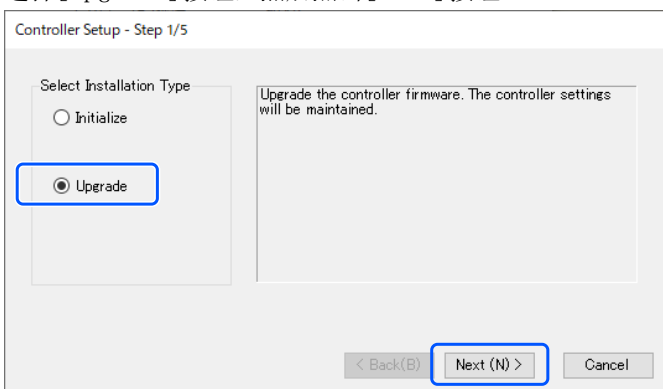 Controller Setup - Step 1/5
Select Installation Type
Initialize
Upgrade
Upgrade the controller firmware. The controller settings
will be maintained.
< Back(B)
Next (N) >
Cancel